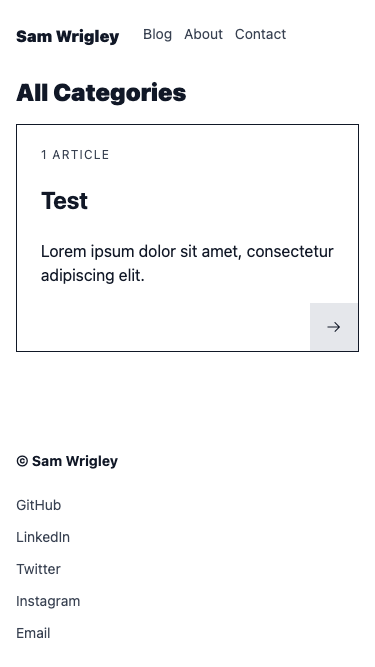 Sam Wrigley Blog About Contact
All Categories
1 ARTICLE
Test
Lorem ipsum dolor sit amet, consectetur
adipiscing elit.
→
© Sam Wrigley
GitHub
LinkedIn
Twitter
Instagram
Email